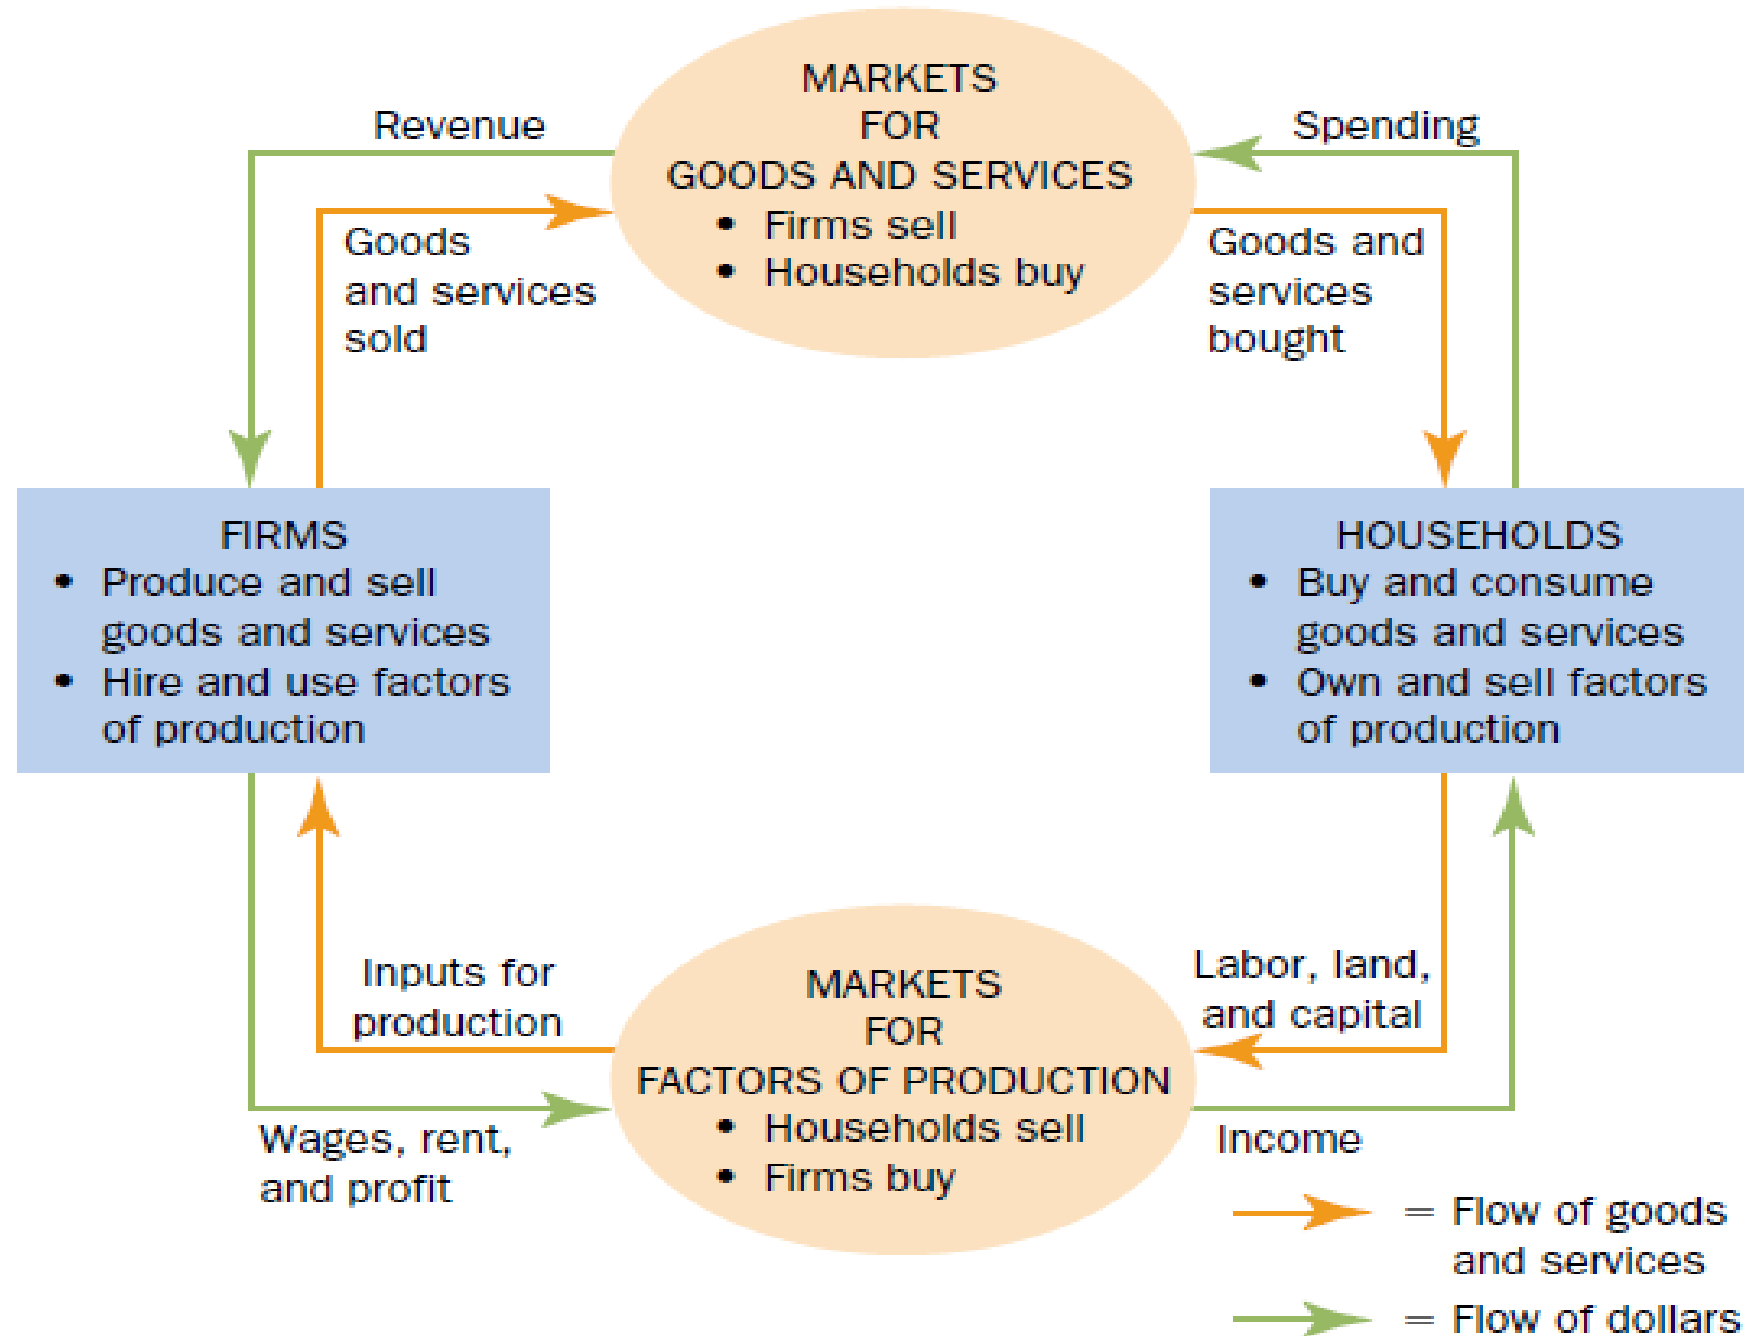 MARKETS
FOR
GOODS AND SERVICES
• Firms sell
• Households buy
Revenue
Spending
Goods
and services
sold
Goods and
services
bought
FIRMS
• Produce and sell
goods and services
• Hire and use factors
of production
HOUSEHOLDS
• Buy and consume
goods and services
• Own and sell factors
of production
Inputs for
production
Labor, land,
and capital
MARKETS
FOR
FACTORS OF PRODUCTION
• Households sell
• Firms buy
Wages, rent,
and profit
Income
= Flow of goods
and services
= Flow of dollars